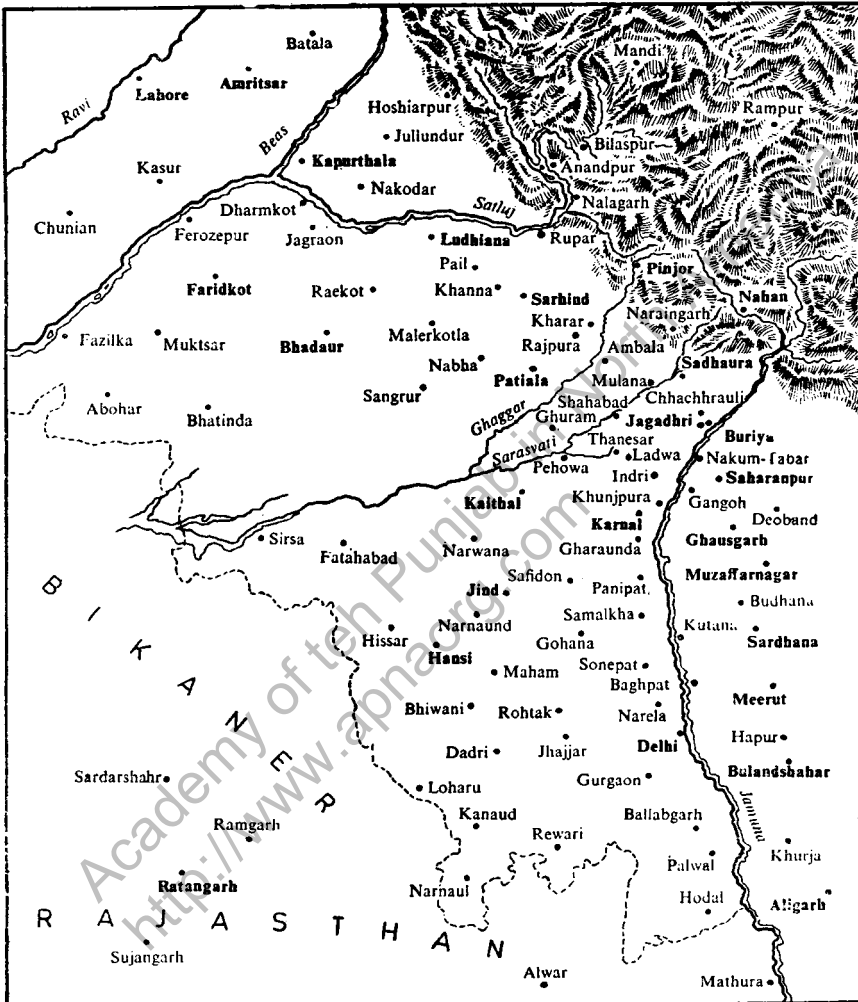 Batala
Mandi
Lahore
Amritsar
Ravi
Hoshiarpur
Rampur
Beas
Jullundur
Bilaspur
Kapurthala
Anandpur
Kasur
Nakodar
Nalagarh
Chunian
Dharmkot
Satluj
Ferozepur
Jagraon
Ludhiana
Rupar
Pail
Pinjor
Faridkot
Raekot
Khanna
Sarhind
Nahan
Kharar
Naraingarh
Fazilka
Muktsar
Bhadaur
Malerkotla
Rajpura
Ambala
Nabha
Sadhaura
Patiala
Mulana
Sangrur
Chhachhrauli
Abohar
Bhatinda
Shahabad
Ghaggar
Ghuram
Jagadhri
Buriya
Sarasvati
Thanesar
Ladwa
Nakum-Tabar
Pehowa
Indri
Saharanpur
Kaithal
Khunjpura
Gangoh
Karnal
Deoband
Sirsa
Fatahabad
Narwana
Gharaunda
Ghausgarh
Safidon
Panipat
Muzaffarnagar
Jind
Budhana
Narnaund
Samalkha
Hissar
Gohana
Kutana
Sardhana
Hansi
Maham
Sonepat
Baghpat
Meerut
Bhiwani
Rohtak
Narela
Dadri
Jhajjar
Delhi
Hapur
Bulandshahar
Sardarshahr
Loharu
Gurgaon
BIKANER
Jamuna
Ramgarh
Kanaud
Ballabgarh
Rewari
Khurja
Ratangarh
Narnaul
Palwal
Hodal
Aligarh
RAJASTHAN
Sujangarh
Alwar
Mathura
Academy of teh Punjab in North America
http://www.apnaorg.com